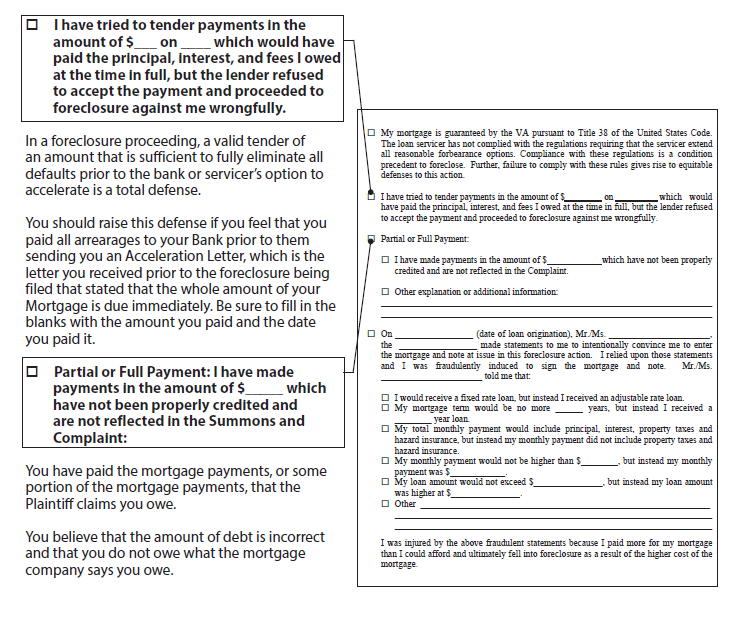 ☐ I have tried to tender payments in the
amount of $___ on ____ which would have
paid the principal, interest, and fees I owed
at the time in full, but the lender refused
to accept the payment and proceeded to
foreclosure against me wrongfully.
In a foreclosure proceeding, a valid tender of
an amount that is sufficient to fully eliminate all
defaults prior to the bank or servicer's option to
accelerate is a total defense.
You should raise this defense if you feel that you
paid all arrearages to your Bank prior to them
sending you an Acceleration Letter, which is the
letter you received prior to the foreclosure being
filed that stated that the whole amount of your
Mortgage is due immediately. Be sure to fill in the
blanks with the amount you paid and the date
you paid it.
☐ Partial or Full Payment: I have made
payments in the amount of $_____ which
have not been properly credited and
are not reflected in the Summons and
Complaint:
You have paid the mortgage payments, or some
portion of the mortgage payments, that the
Plaintiff claims you owe.
You believe that the amount of debt is incorrect
and that you do not owe what the mortgage
company says you owe.
☐ My mortgage is guaranteed by the VA pursuant to Title 38 of the United States Code.
The loan servicer has not complied with the regulations requiring that the servicer extend
all reasonable forbearance options. Compliance with these regulations is a condition
precedent to foreclose. Further, failure to comply with these rules gives rise to equitable
defenses to this action.
☐ I have tried to tender payments in the amount of $________ on _________ which would
have paid the principal, interest, and fees I owed at the time in full, but the lender refused
to accept the payment and proceeded to foreclosure against me wrongfully.
☐ Partial or Full Payment:
☐ I have made payments in the amount of $___________which have not been properly
credited and are not reflected in the Complaint.
☐ Other explanation or additional information:
☐ On ________________ (date of loan origination), Mr./Ms. _____________________,
the ________________ made statements to me to intentionally convince me to enter
the mortgage and note at issue in this foreclosure action. I relied upon those statements
and I was fraudulently induced to sign the mortgage and note. Mr./Ms.
_____________________ told me that:
☐ I would receive a fixed rate loan, but instead I received an adjustable rate loan.
☐ My mortgage term would be no more ______ years, but instead I received a
________ year loan.
☐ My total monthly payment would include principal, interest, property taxes and
hazard insurance, but instead my monthly payment did not include property taxes and
hazard insurance.
☐ My monthly payment would not be higher than $________, but instead my monthly
payment was $____________.
☐ My loan amount would not exceed $______________, but instead my loan amount
was higher at $______________.
☐ Other
I was injured by the above fraudulent statements because I paid more for my mortgage
than I could afford and ultimately fell into foreclosure as a result of the higher cost of the
mortgage.